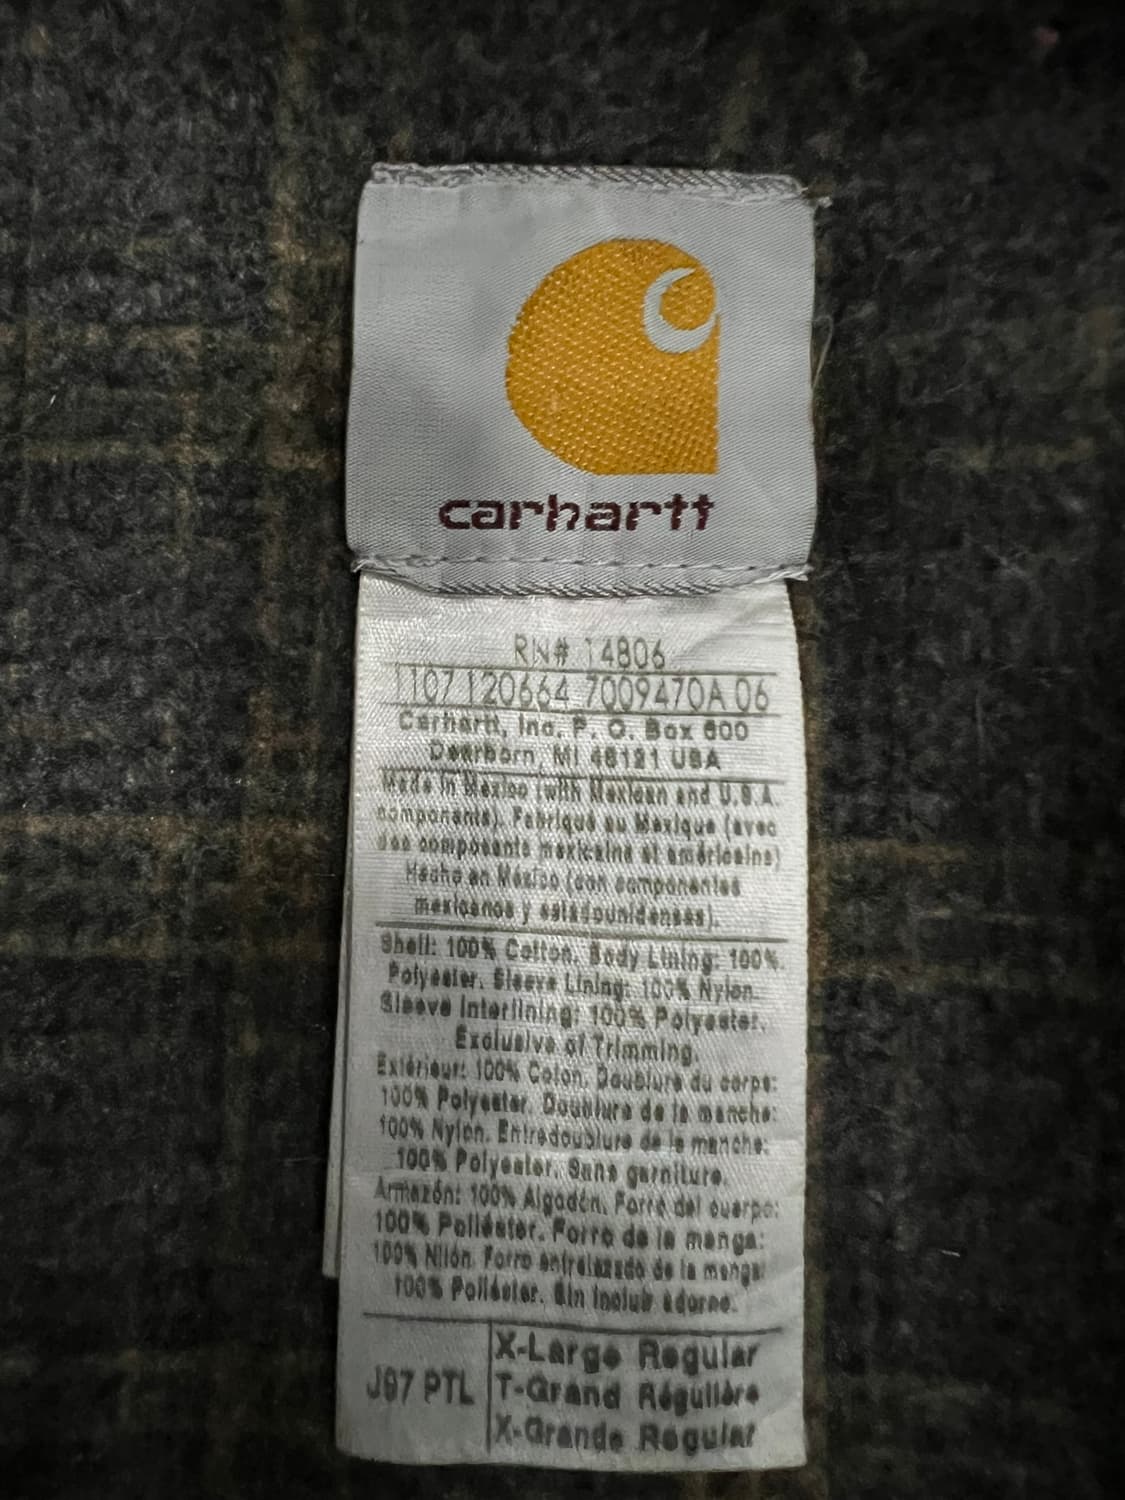 carhartt
RN# 14806
1107 120664 7009470A 06
Carhartt, Inc. P. O. Box 600
Dearborn, MI 48121 USA
Made in Mexico (with Mexican and U.S.A.
components). Fabriqué au Mexique (avec
des composants mexicains et américains)
Hecho en México (con componentes
mexicanos y estadounidenses).
Shell: 100% Cotton. Body Lining: 100%
Polyester. Sleeve Lining: 100% Nylon.
Sleeve Interlining: 100% Polyester.
Exclusive of Trimming.
Extérieur: 100% Coton. Doublure du corps:
100% Polyester. Doublure de la manche:
100% Nylon. Entredoublure de la manche:
100% Polyester. Sans garniture.
Armazón: 100% Algodón. Forro del cuerpo:
100% Poliéster. Forro de la manga:
100% Nilón. Forro entrelazado de la manga:
100% Poliéster. Sin incluir adorno.
J97 PTL
X-Large Regular
T-Grand Régulière
X-Grande Regular